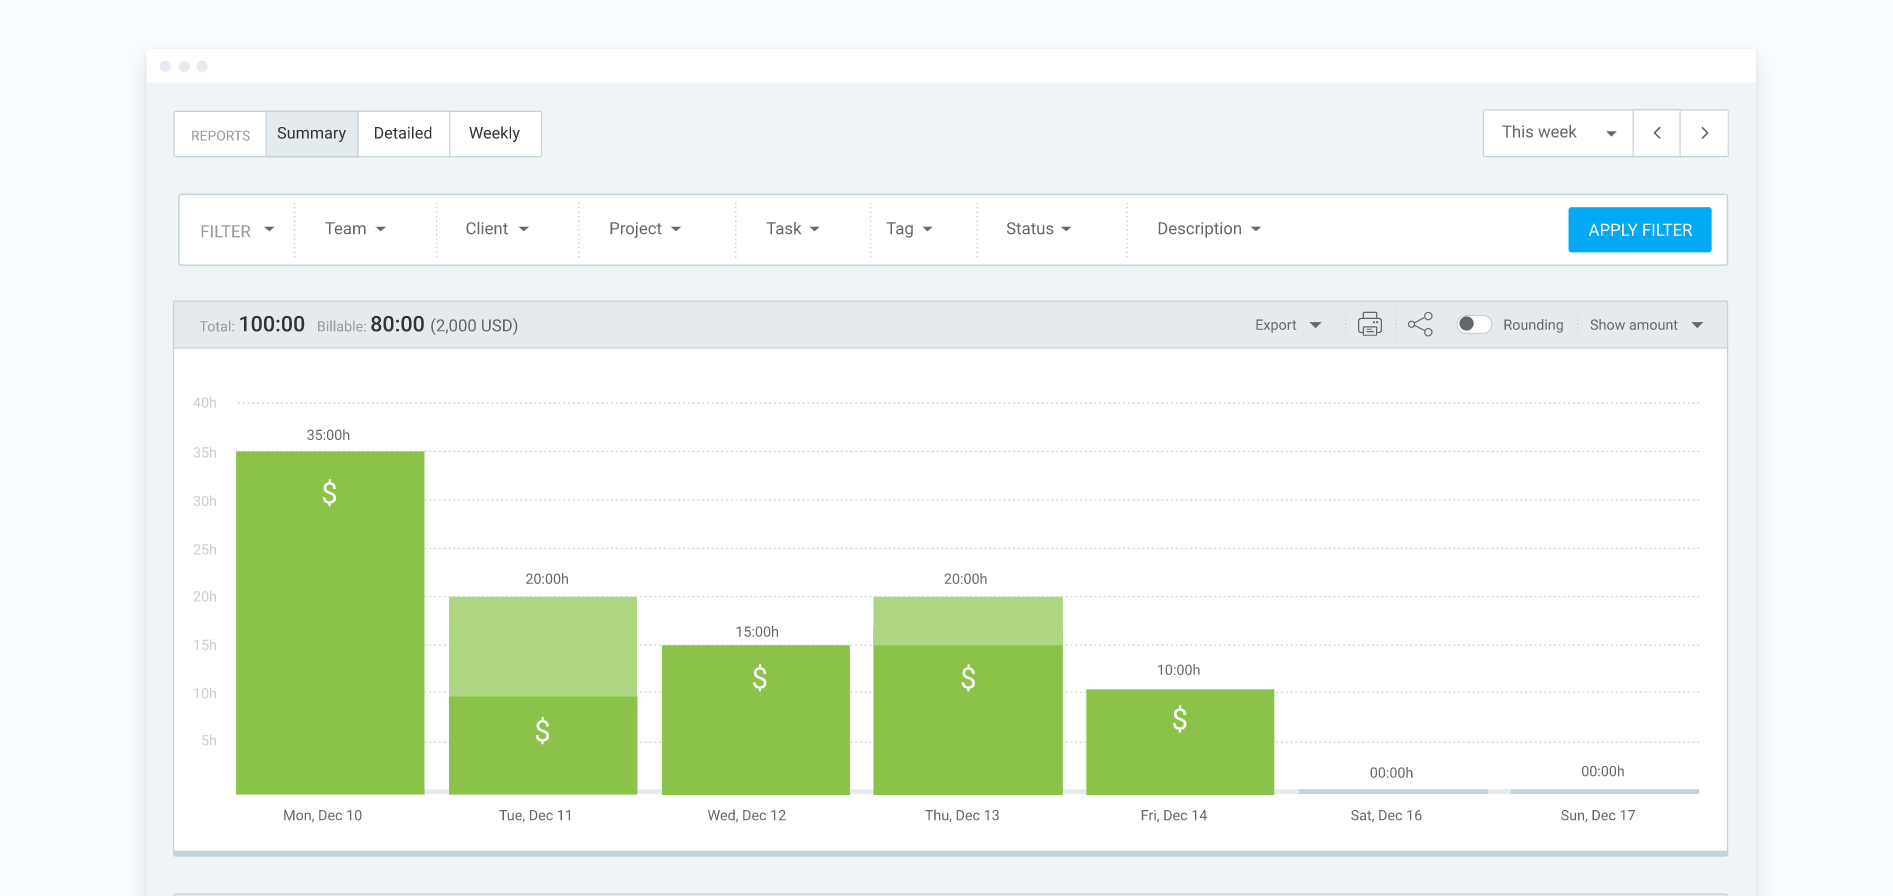 REPORTS Summary Detailed Weekly This week
FILTER Team Client Project Task Tag Status Description APPLY FILTER
Total: 100:00 Billable: 80:00 (2,000 USD) Export Rounding Show amount
40h
35:00h
35h
$
30h
25h
20:00h 20:00h
20h
15:00h
15h
$ $
10:00h
10h
$
$
5h
00:00h 00:00h
Mon, Dec 10 Tue, Dec 11 Wed, Dec 12 Thu, Dec 13 Fri, Dec 14 Sat, Dec 16 Sun, Dec 17